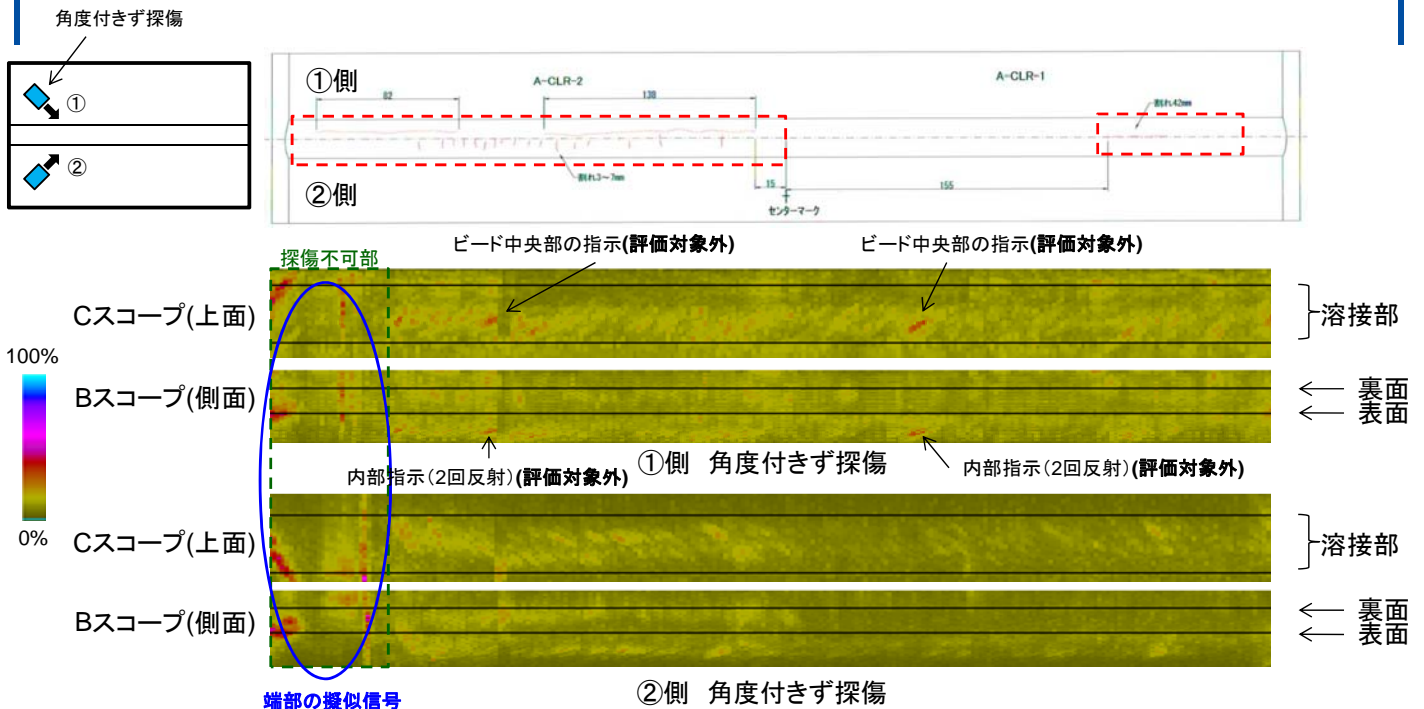 角度付きず探傷
①
②
①側
A-CLR-2
A-CLR-1
82
130
割れ42mm
②側
割れ3~7mm
15
155
センターマーク
ビード中央部の指示(評価対象外)
ビード中央部の指示(評価対象外)
探傷不可部
Cスコープ(上面)
溶接部
100%
0%
Bスコープ(側面)
裏面
表面
内部指示(2回反射)(評価対象外)
①側 角度付きず探傷
内部指示(2回反射)(評価対象外)
Cスコープ(上面)
溶接部
Bスコープ(側面)
裏面
表面
端部の擬似信号
②側 角度付きず探傷